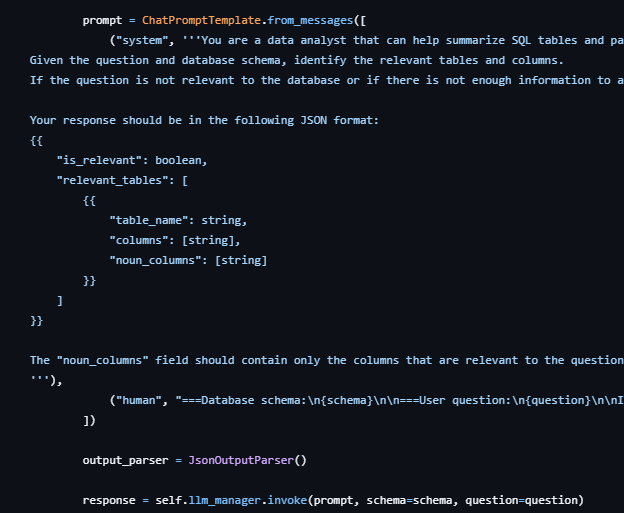 prompt = ChatPromptTemplate.from_messages([
("system", '''You are a data analyst that can help summarize SQL tables and pa
Given the question and database schema, identify the relevant tables and columns.
If the question is not relevant to the database or if there is not enough information to a
Your response should be in the following JSON format:
{{
"is_relevant": boolean,
"relevant_tables": [
{{
"table_name": string,
"columns": [string],
"noun_columns": [string]
}}
]
}}
The "noun_columns" field should contain only the columns that are relevant to the question
'''),
("human", "===Database schema:\n{schema}\n\n===User question:\n{question}\n\nI
])
output_parser = JsonOutputParser()
response = self.llm_manager.invoke(prompt, schema=schema, question=question)